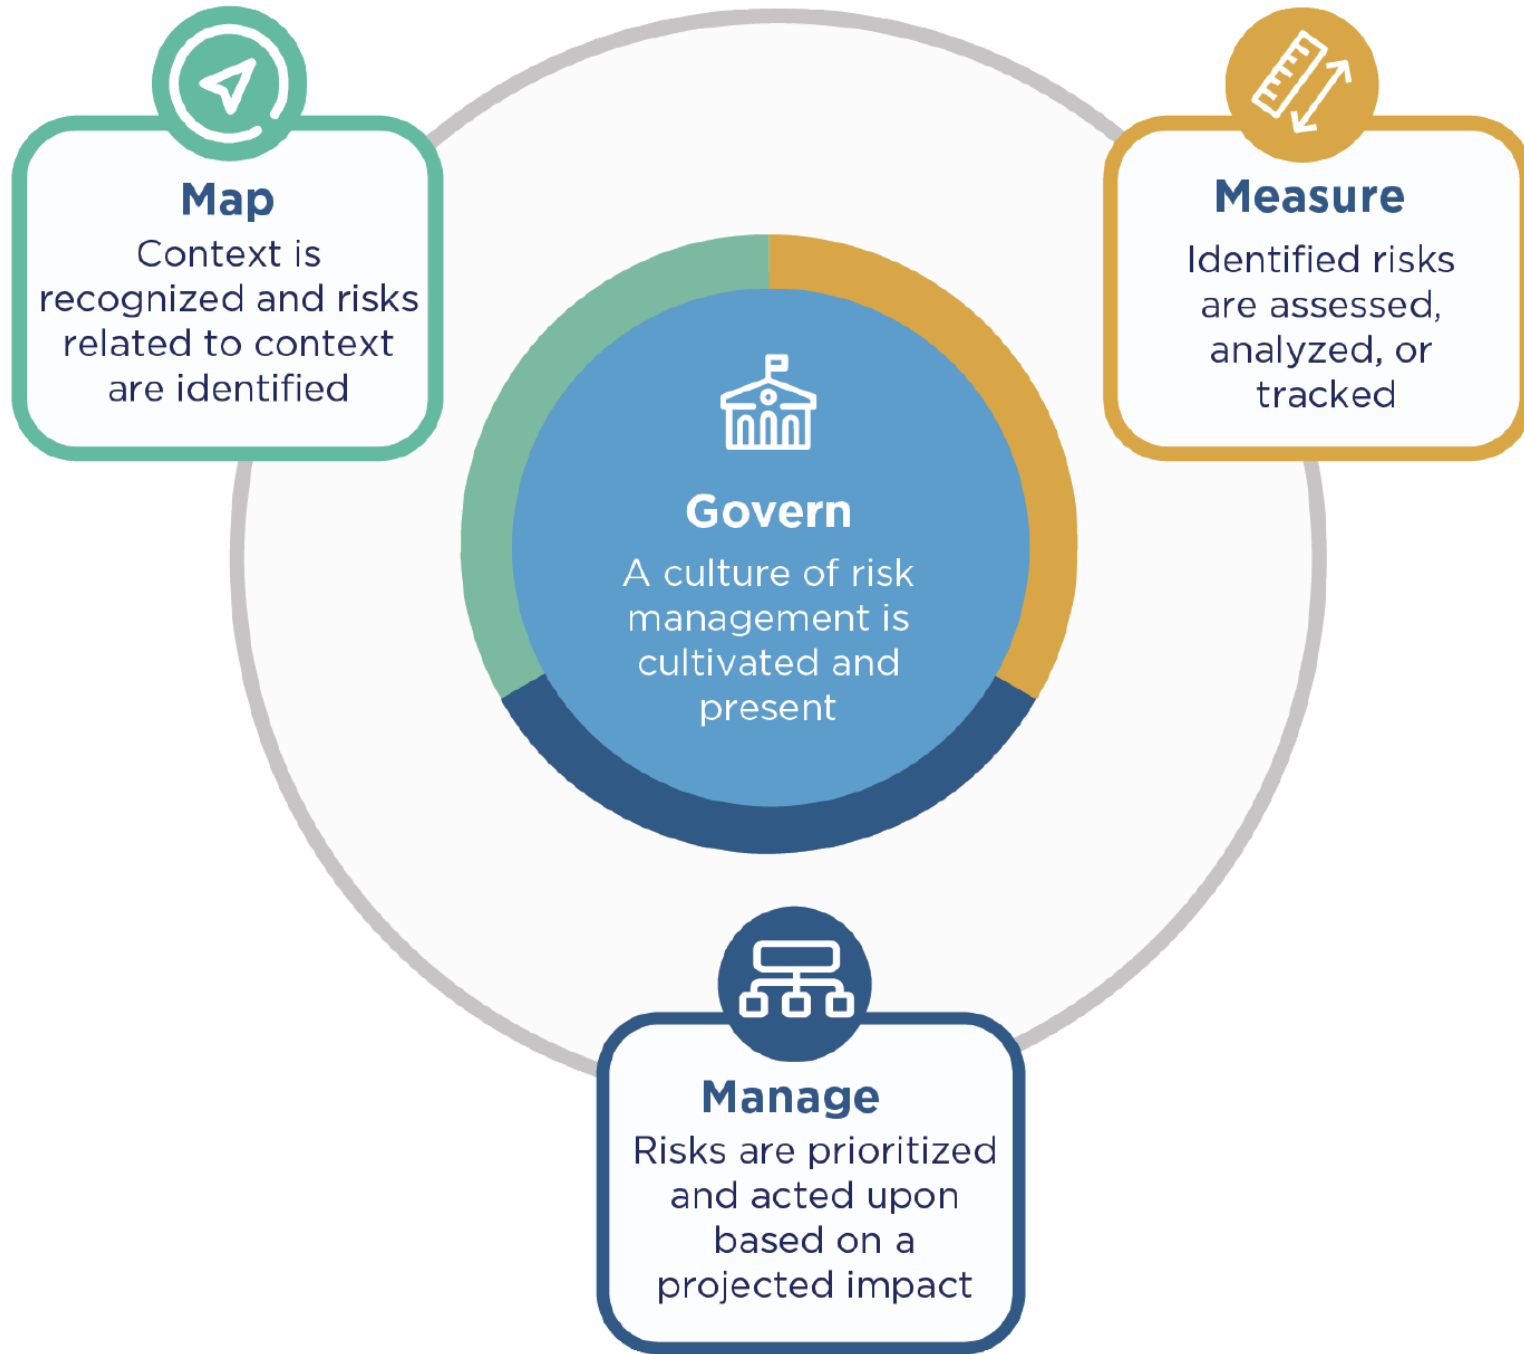 Map
Context is
recognized and risks
related to context
are identified
Measure
Identified risks
are assessed,
analyzed, or
tracked
Govern
A culture of risk
management is
cultivated and
present
Manage
Risks are prioritized
and acted upon
based on a
projected impact